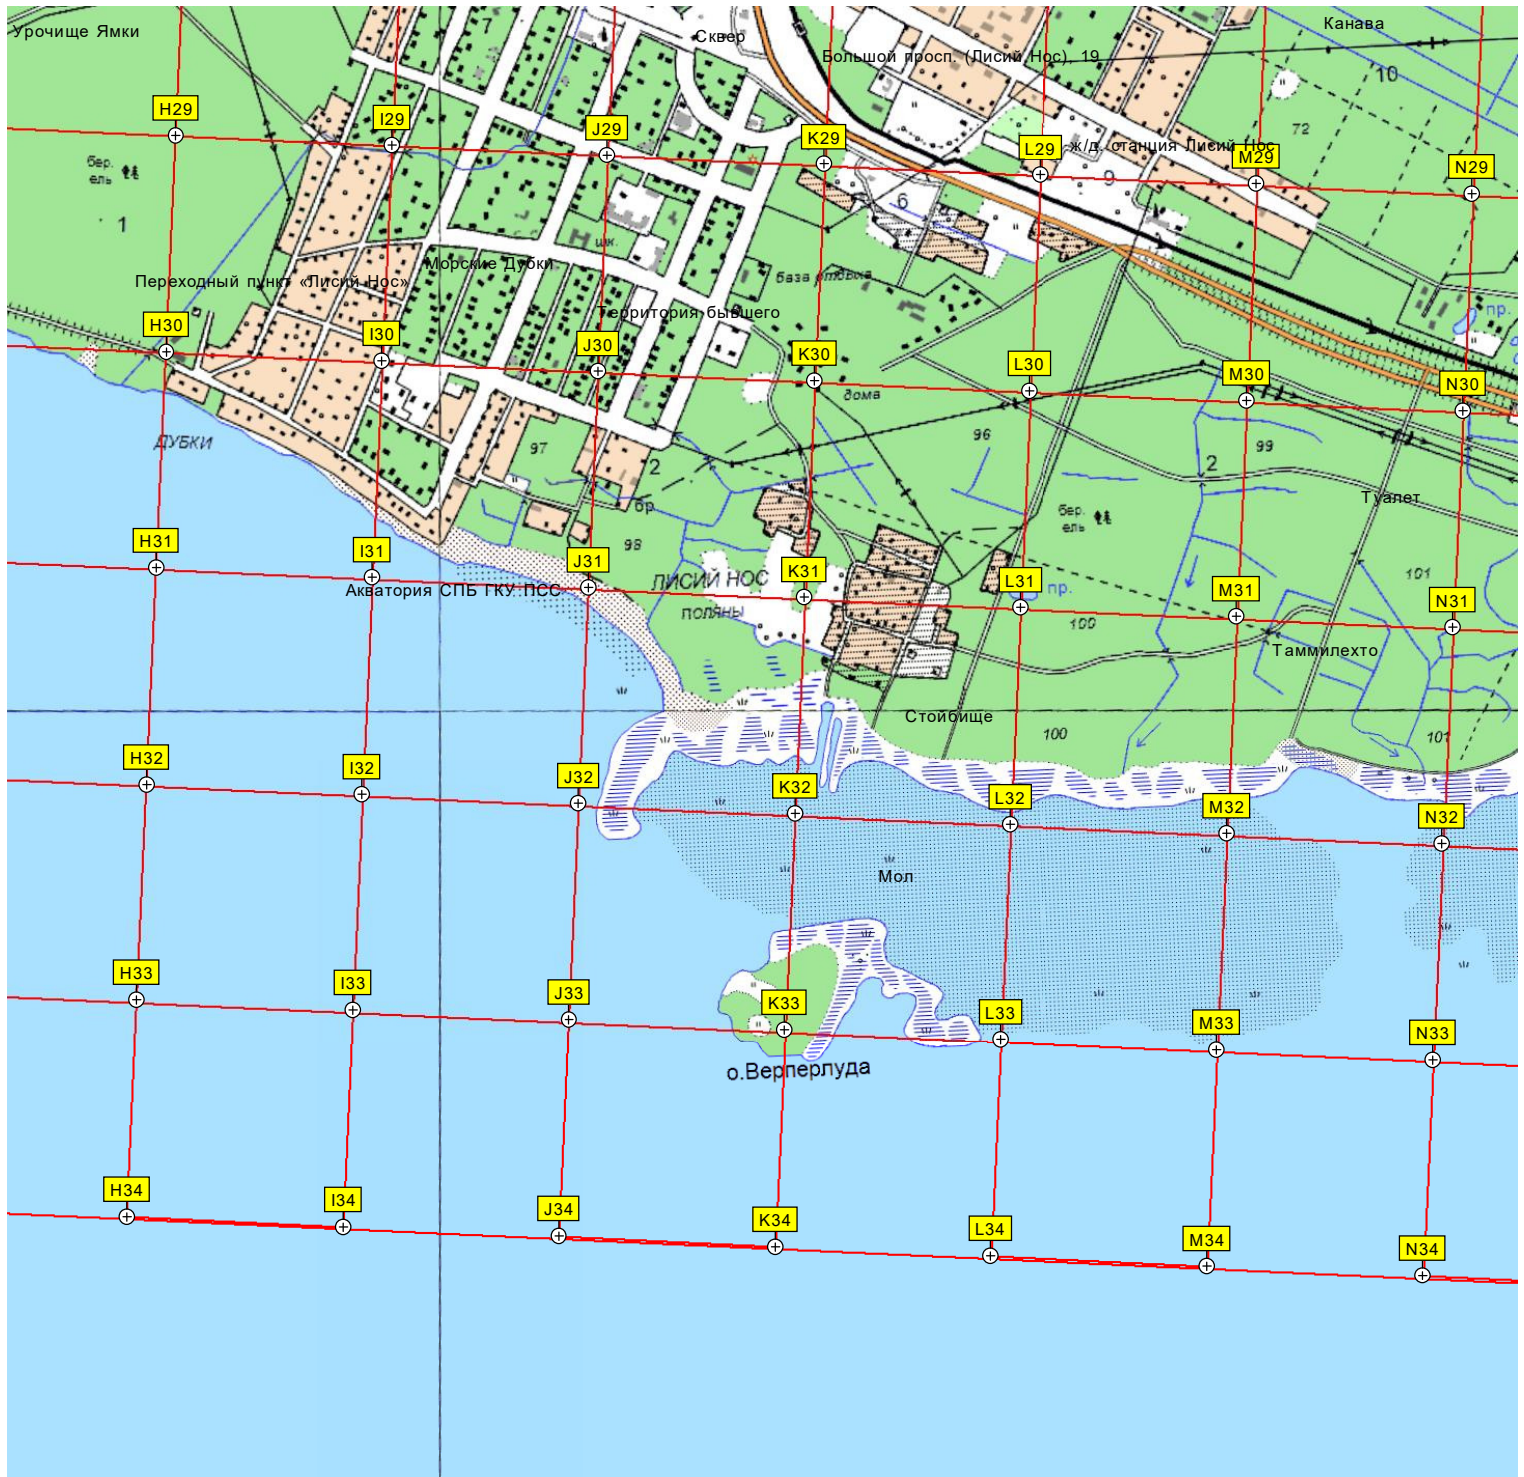 Урочище Ямки
7
Сквер
Канава
Большой просп. (Лисий Нос), 19
10
H29
I29
J29
K29
L29
ж/д. станция Лисий Нос
M29
N29
72
9
6
бер.
ель
1
шк.
Морские Дубки
база отдыха
Переходный пункт «Лисий Нос»
Территория бывшего
пр.
H30
I30
J30
K30
L30
M30
N30
дома
ДУБКИ
97
2
96
2
99
бр
Туалет
бер.
ель
98
H31
I31
J31
K31
L31
M31
N31
Акватория СПБ ГКУ ПСС
ЛИСИЙ НОС
ПОЛЯНЫ
пр.
101
100
Таммилехто
Стойбище
100
101
H32
I32
J32
K32
L32
M32
N32
Мол
H33
I33
J33
K33
L33
M33
N33
о.Верперлуда
H34
I34
J34
K34
L34
M34
N34